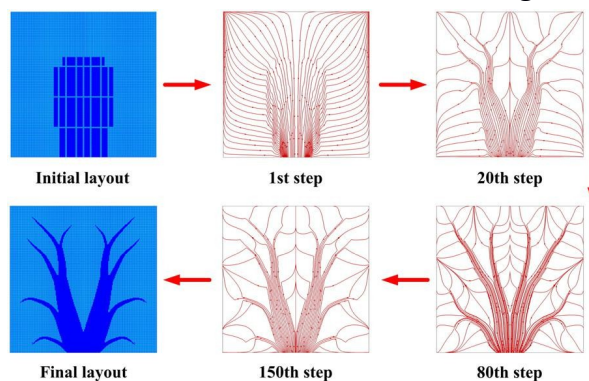 Initial layout
1st step
20th step
Final layout
150th step
80th step